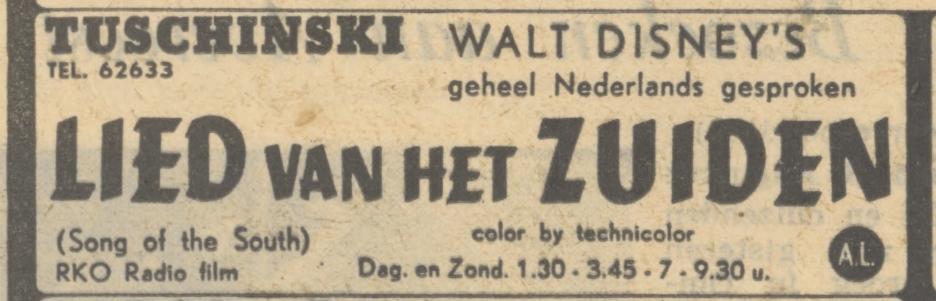 TUSCHINSKI
TEL. 62633
WALT DISNEY'S
geheel Nederlands gesproken
LIED VAN HET ZUIDEN
(Song of the South)
RKO Radio film
color by technicolor
Dag. en Zond. 1.30 - 3.45 - 7 - 9.30 u.
A.L.